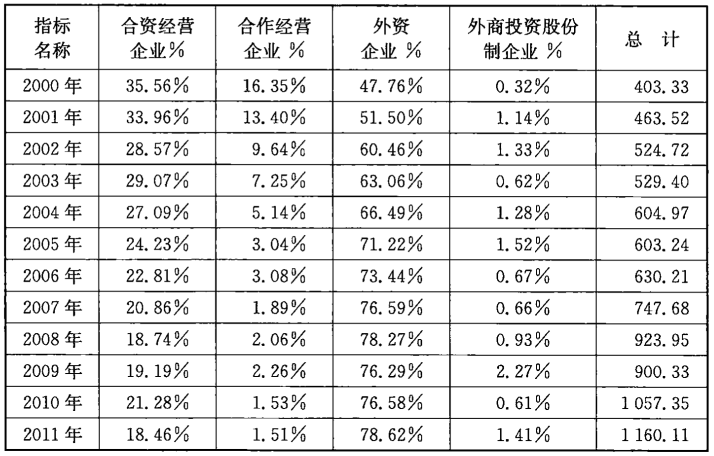 指标名称 合资经营企业% 合作经营企业 % 外资企业 % 外商投资股份制企业 % 总 计
2000 年 35.56% 16.35% 47.76% 0.32% 403.33
2001 年 33.96% 13.40% 51.50% 1.14% 463.52
2002 年 28.57% 9.64% 60.46% 1.33% 524.72
2003 年 29.07% 7.25% 63.06% 0.62% 529.40
2004 年 27.09% 5.14% 66.49% 1.28% 604.97
2005 年 24.23% 3.04% 71.22% 1.52% 603.24
2006 年 22.81% 3.08% 73.44% 0.67% 630.21
2007 年 20.86% 1.89% 76.59% 0.66% 747.68
2008 年 18.74% 2.06% 78.27% 0.93% 923.95
2009 年 19.19% 2.26% 76.29% 2.27% 900.33
2010 年 21.28% 1.53% 76.58% 0.61% 1 057.35
2011 年 18.46% 1.51% 78.62% 1.41% 1 160.11